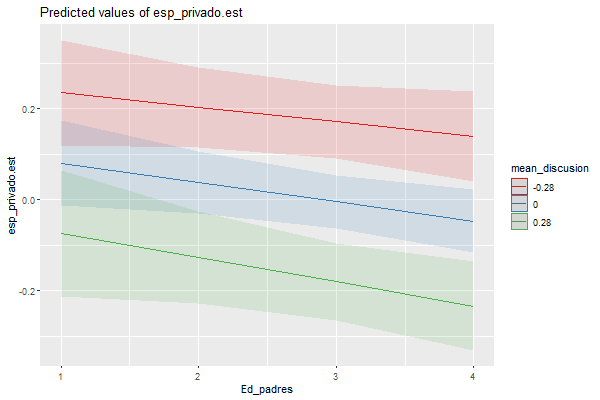 Predicted values of esp_privado.est
esp_privado.est
0.2
0.0
-0.2
1
2
3
4
Ed_padres
mean_discusion
-0.28
0
0.28